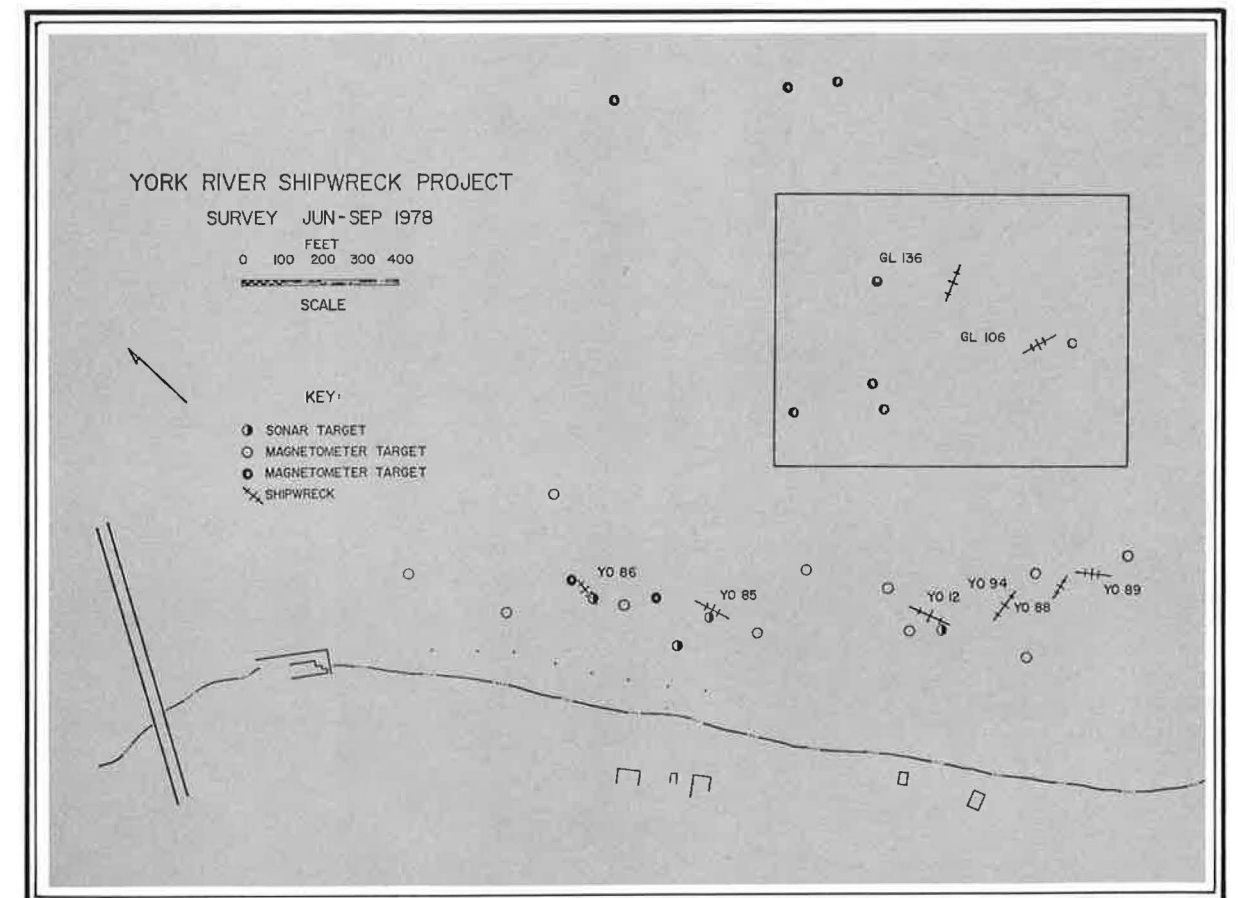 YORK RIVER SHIPWRECK PROJECT
SURVEY JUN-SEP 1978
FEET
0 100 200 300 400
SCALE
KEY:
SONAR TARGET
MAGNETOMETER TARGET
MAGNETOMETER TARGET
SHIPWRECK
GL 136
GL 106
YO 86
YO 85
YO 12
YO 94
YO 88
YO 89